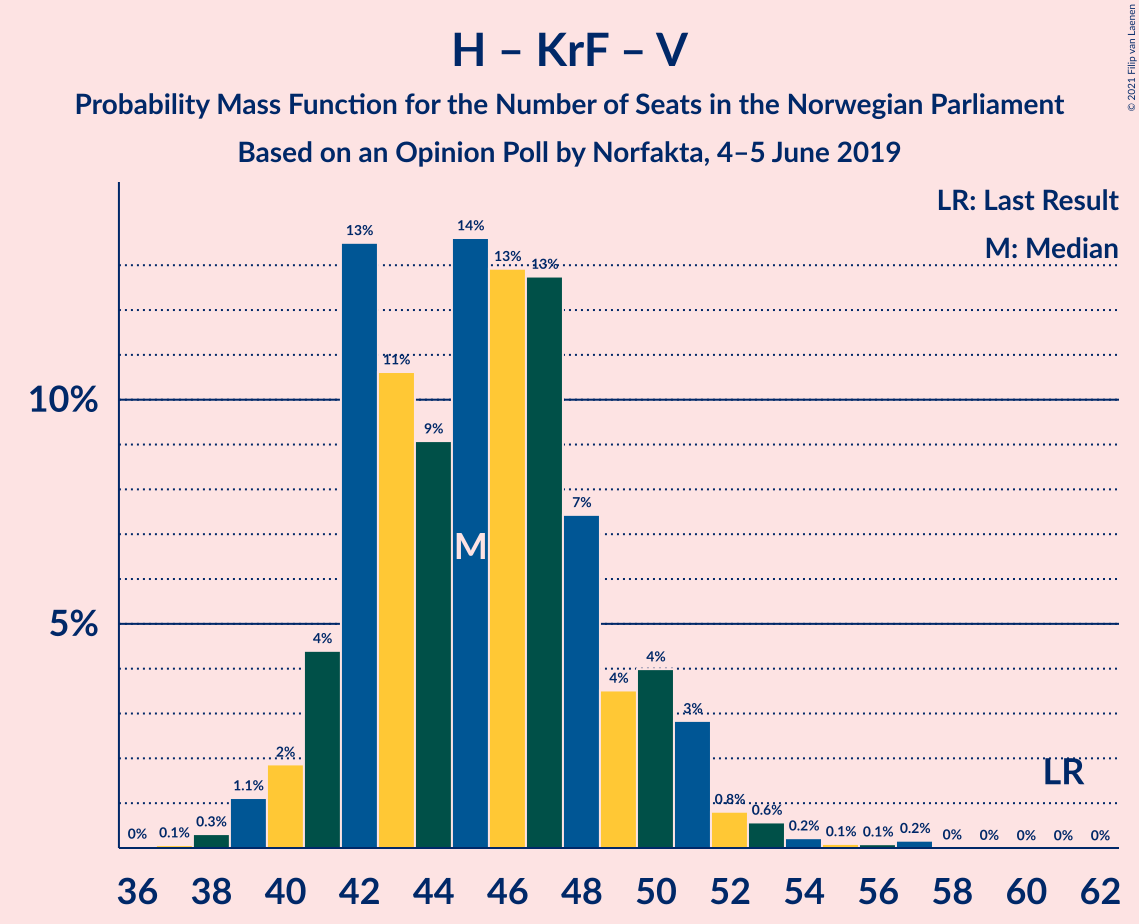 H – KrF – V
Probability Mass Function for the Number of Seats in the Norwegian Parliament
Based on an Opinion Poll by Norfakta, 4–5 June 2019
© 2021 Filip van Laenen
LR: Last Result
M: Median
10%
5%
0% 0.1% 0.3% 1.1% 2% 4% 13% 11% 9% 14% 13% 13% 7% 4% 4% 3% 0.8% 0.6% 0.2% 0.1% 0.1% 0.2% 0% 0% 0% 0% 0%
M
LR
36 38 40 42 44 46 48 50 52 54 56 58 60 62